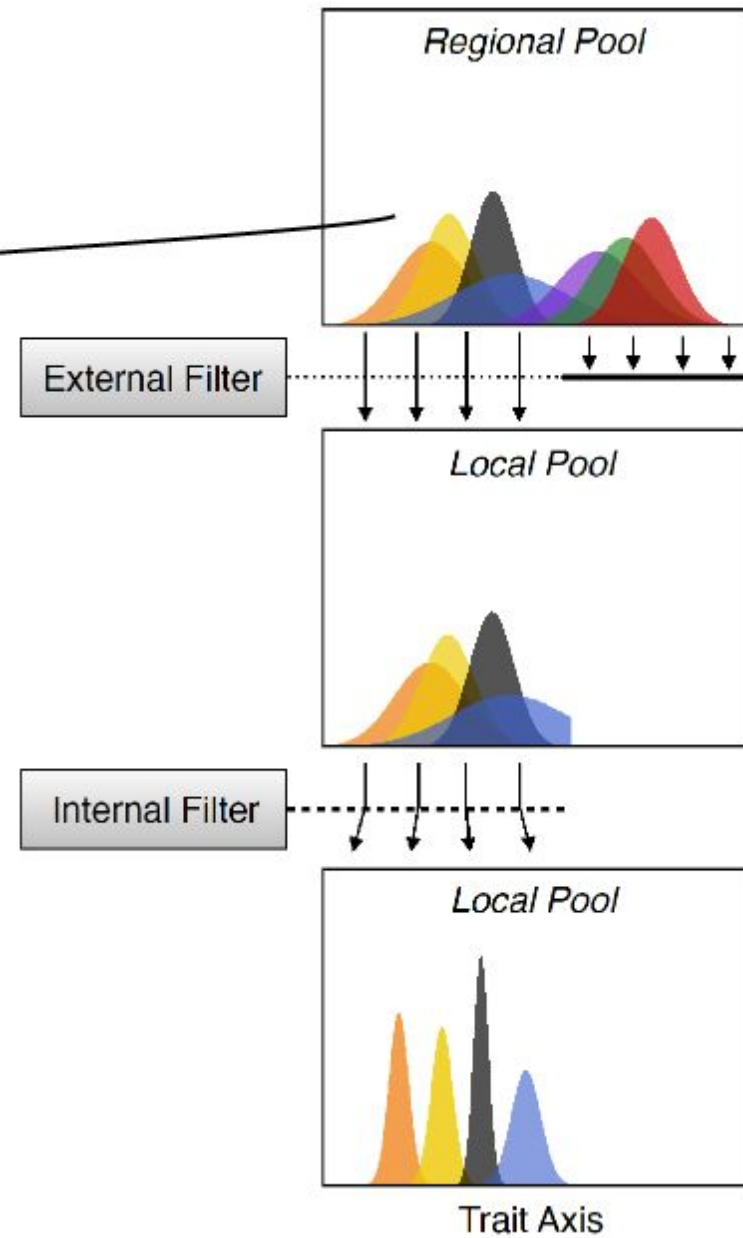 Regional Pool
External Filter
Local Pool
Internal Filter
Local Pool
Trait Axis